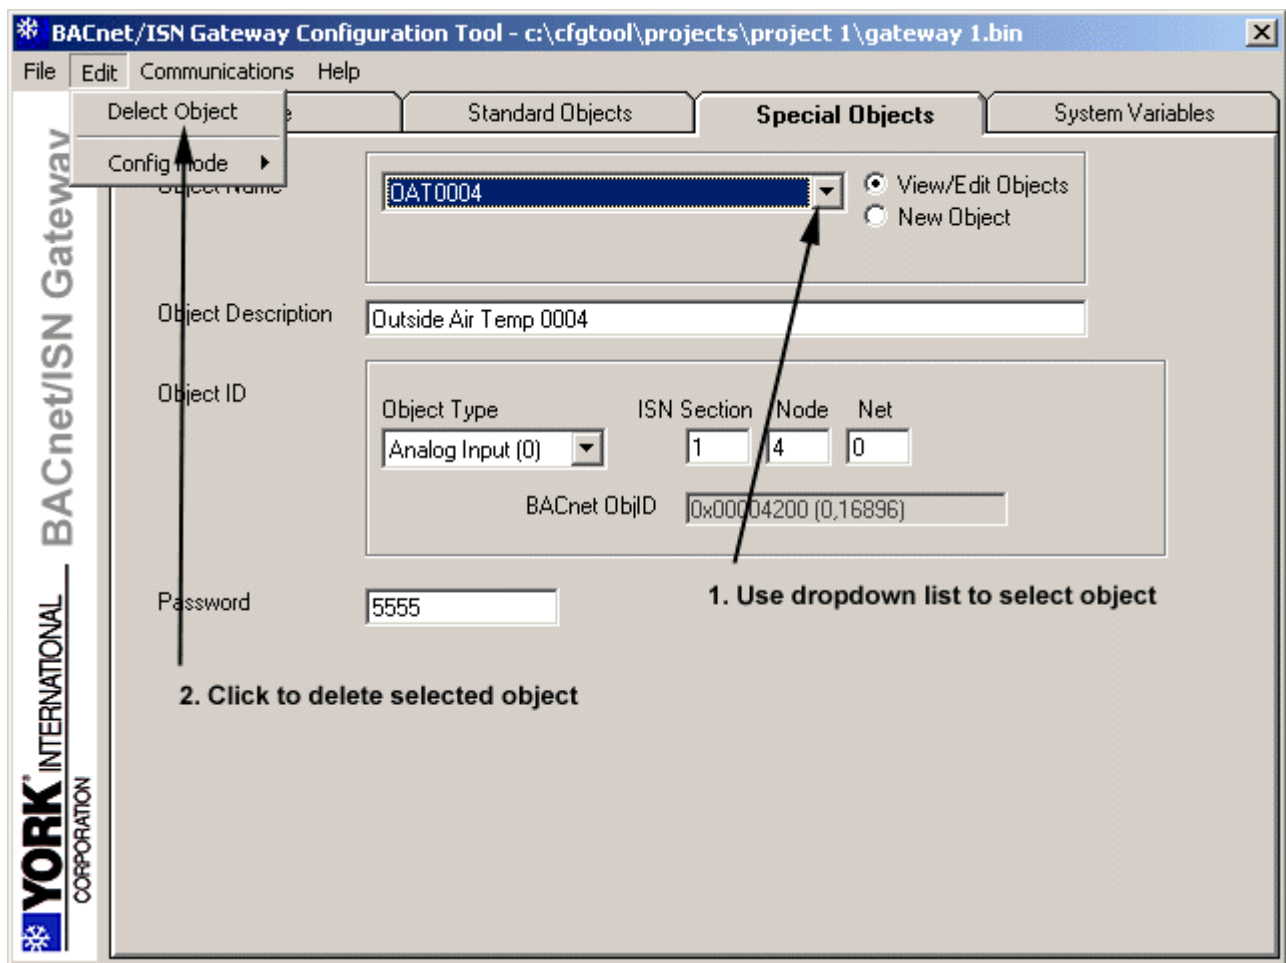 BACnet/ISN Gateway Configuration Tool - c:\cfgtool\projects\project 1\gateway 1.bin
File Edit Communications Help
Delect Object
Config Mode
Standard Objects
Special Objects
System Variables
Object Name
OAT0004
View/Edit Objects
New Object
Object Description
Outside Air Temp 0004
Object ID
Object Type
ISN Section
Node
Net
Analog Input (0)
1
4
0
BACnet ObjID
0x00004200 (0,16896)
Password
5555
1. Use dropdown list to select object
2. Click to delete selected object
BACnet/ISN Gateway
YORK® INTERNATIONAL
CORPORATION